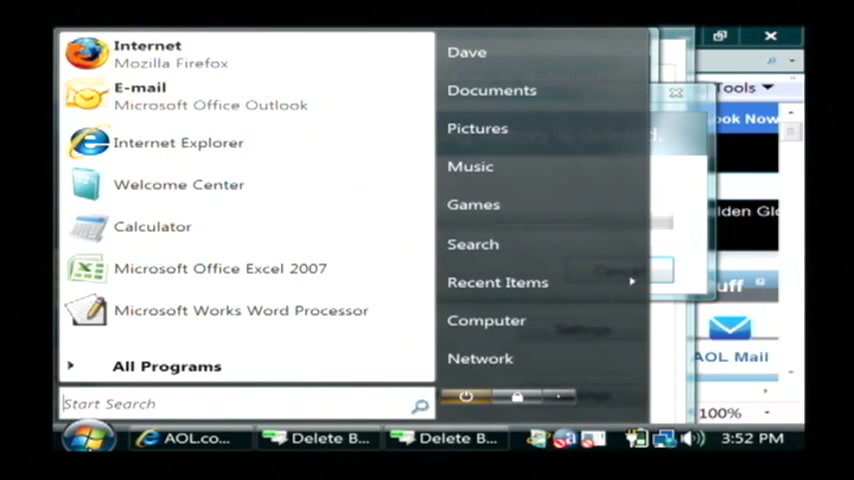 Internet
Mozilla Firefox
E-mail
Microsoft Office Outlook
Internet Explorer
Welcome Center
Calculator
Microsoft Office Excel 2007
Microsoft Works Word Processor
All Programs
Start Search
Dave
Documents
Pictures
Music
Games
Search
Recent Items
Computer
Network
Tools
ook Now
lden Gl
uff
AOL Mail
100%
AOL.co...
Delete B...
Delete B...
3:52 PM